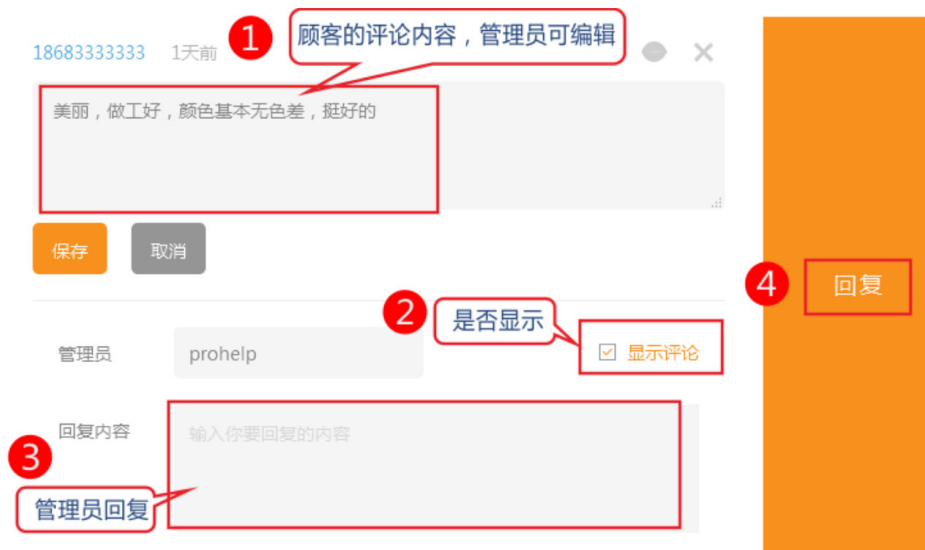 1
顾客的评论内容，管理员可编辑
18683333333 1天前
美丽，做工好，颜色基本无色差，挺好的
保存 取消
4 回复
2 是否显示
管理员 prohelp 显示评论
回复内容 输入你要回复的内容
3
管理员回复